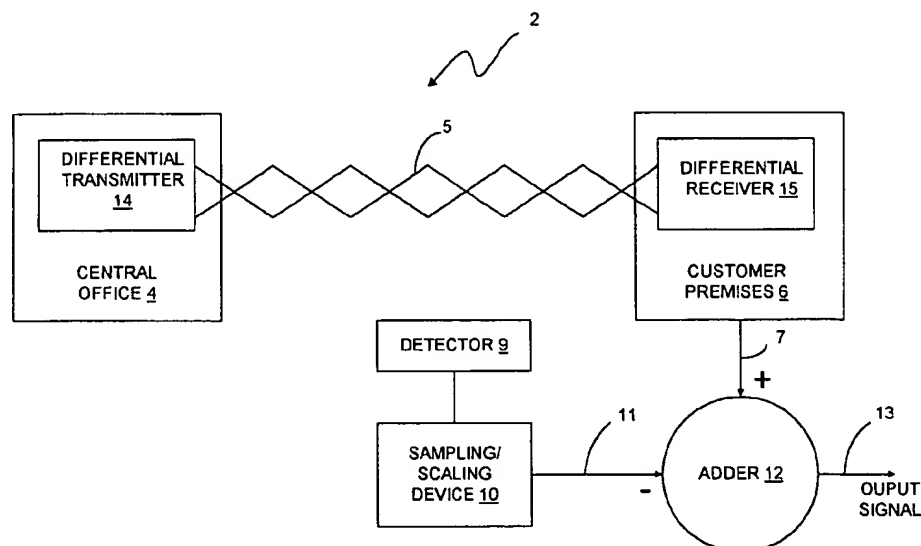 2
5
DIFFERENTIAL
TRANSMITTER
14
CENTRAL
OFFICE 4
DIFFERENTIAL
RECEIVER 15
CUSTOMER
PREMISES 6
7
+
DETECTOR 9
SAMPLING/
SCALING
DEVICE 10
11
-
ADDER 12
13
OUPUT
SIGNAL